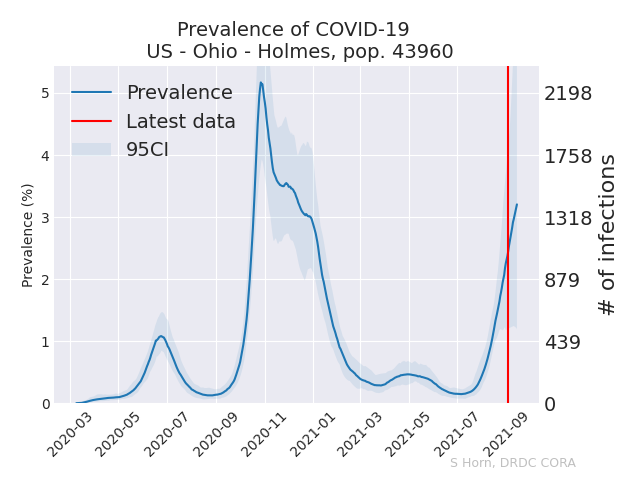 Prevalence of COVID-19
US - Ohio - Holmes, pop. 43960
Prevalence
Latest data
95CI
Prevalence (%)
5
4
3
2
1
0
2198
1758
1318
879
439
0
# of infections
2020-03
2020-05
2020-07
2020-09
2020-11
2021-01
2021-03
2021-05
2021-07
2021-09
S Horn, DRDC CORA